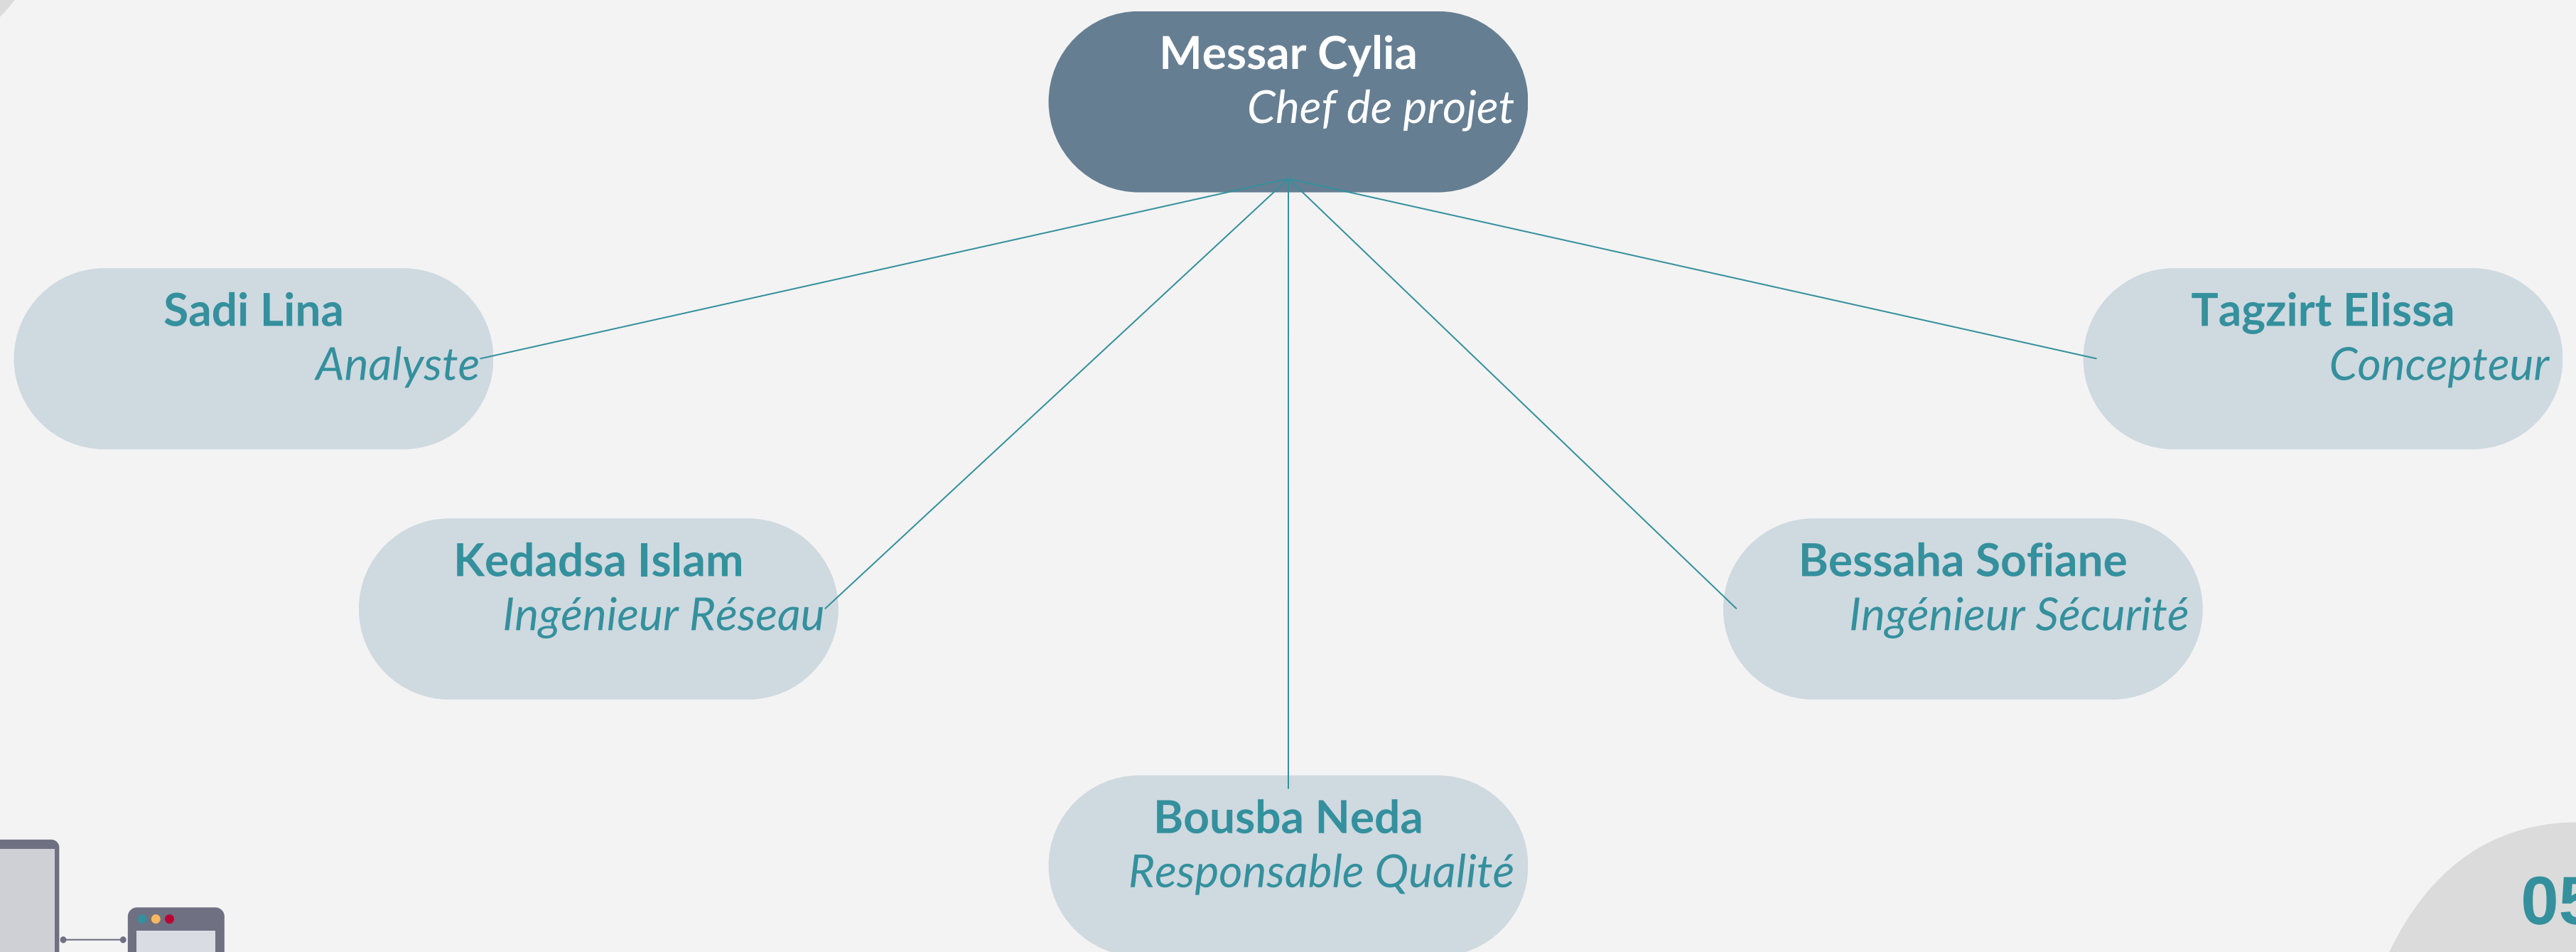 Messar Cylia
Chef de projet
Sadi Lina
Analyste
Tagzirt Elissa
Concepteur
Kedadsa Islam
Ingénieur Réseau
Bessaha Sofiane
Ingénieur Sécurité
Bousba Neda
Responsable Qualité
05